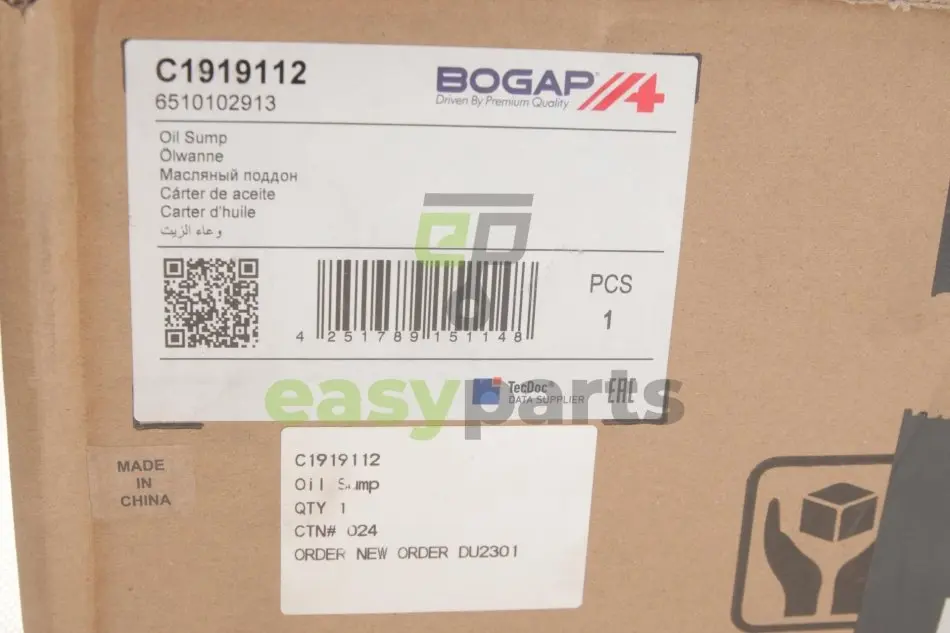 C1919112
6510102913
BOGAP
Driven By Premium Quality
Oil Sump
Ölwanne
Масляный поддон
Cárter de aceite
Carter d'huile
وعاء الزيت
PCS
1
4 251789 151148
TecDoc
DATA SUPPLIER
EAC
easyparts
MADE
IN
CHINA
C1919112
Oil Sump
QTY 1
CTN# 024
ORDER NEW ORDER DU2301